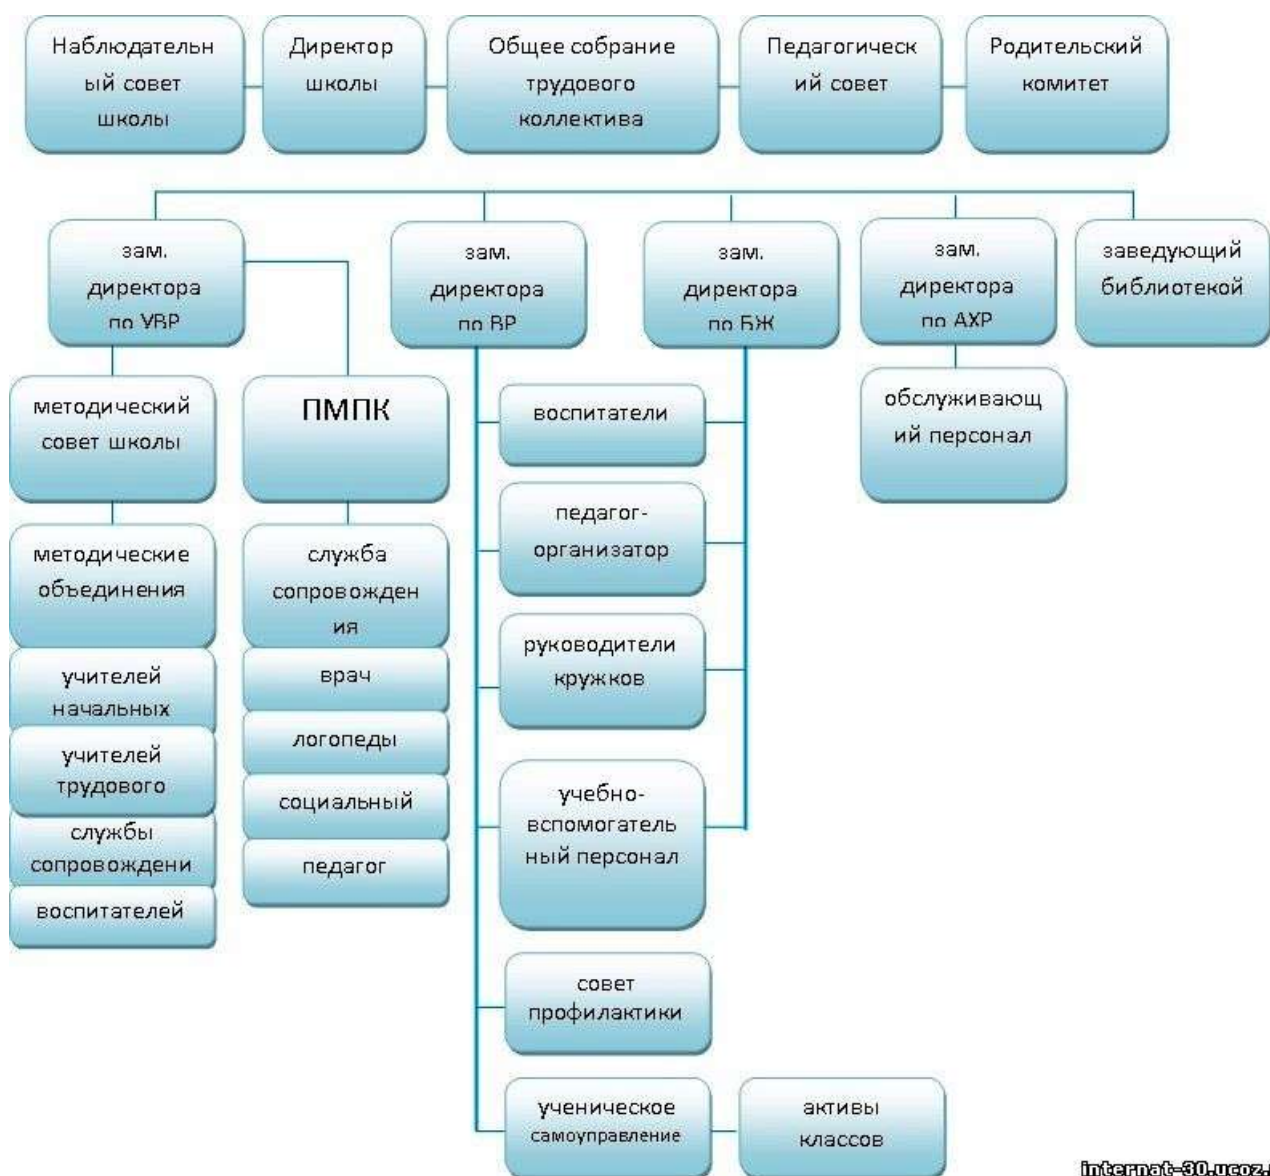 Наблюдательн
ый совет
школы
Директор
школы
Общее собрание
трудового
коллектива
Педагогическ
ий совет
Родительский
комитет
зам.
директора
по УВР
зам.
директора
по ВР
зам.
директора
по БЖ
зам.
директора
по АХР
заведующий
библиотекой
методический
совет школы
ПМПК
воспитатели
обслуживающ
ий персонал
методические
объединения
служба
сопровожден
ия
педагог-
организатор
руководители
кружков
учителей
начальных
врач
учителей
трудового
логопеды
социальный
педагог
службы
сопровождени
воспитателей
учебно-
вспомогатель
ный персонал
совет
профилактики
ученическое
самоуправление
активы
классов
internat-30.ucoz.